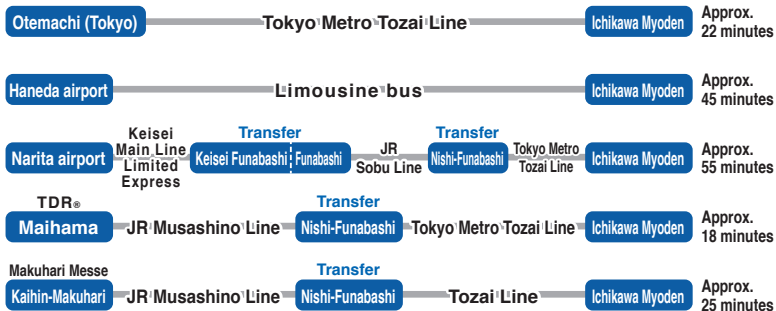 Otemachi (Tokyo) Tokyo Metro Tozai Line Ichikawa Myoden Approx. 22 minutes
Haneda airport Limousine bus Ichikawa Myoden Approx. 45 minutes
Transfer Transfer
Narita airport Keisei Main Line Limited Express Keisei Funabashi Funabashi JR Sobu Line Nishi-Funabashi Tokyo Metro Tozai Line Ichikawa Myoden Approx. 55 minutes
TDR® Transfer
Maihama JR Musashino Line Nishi-Funabashi Tokyo Metro Tozai Line Ichikawa Myoden Approx. 18 minutes
Makuhari Messe Transfer
Kaihin-Makuhari JR Musashino Line Nishi-Funabashi Tozai Line Ichikawa Myoden Approx. 25 minutes